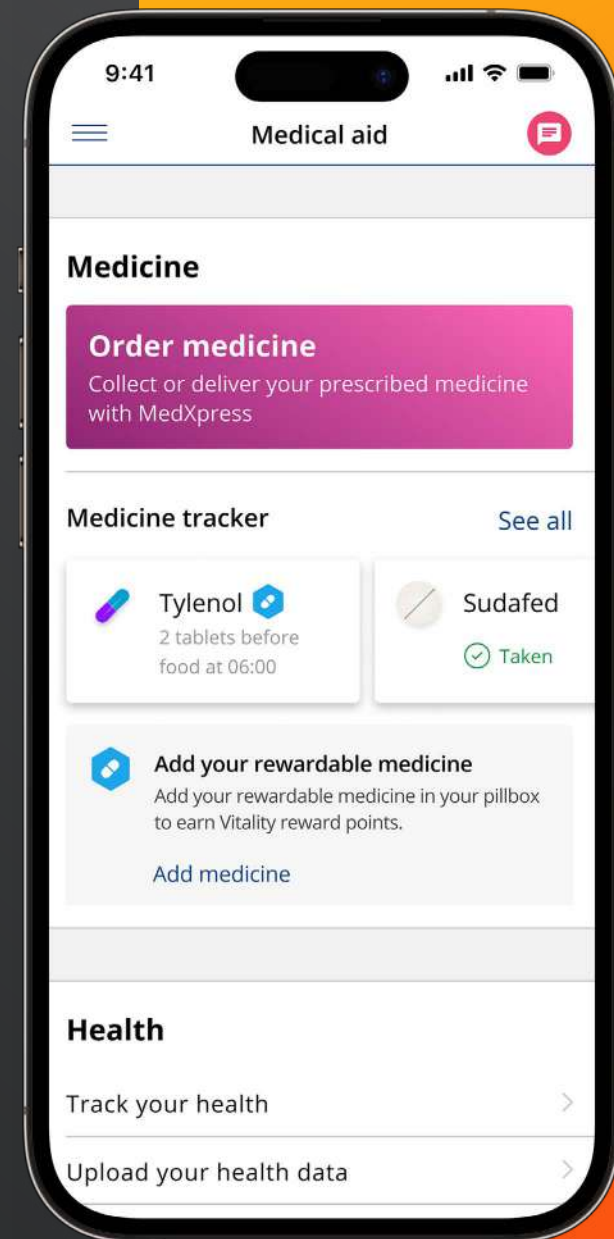 9:41
Medical aid
Medicine
Order medicine
Collect or deliver your prescribed medicine
with MedXpress
Medicine tracker
See all
Tylenol
2 tablets before
food at 06:00
Sudafed
Taken
Add your rewardable medicine
Add your rewardable medicine in your pillbox
to earn Vitality reward points.
Add medicine
Health
Track your health
Upload your health data